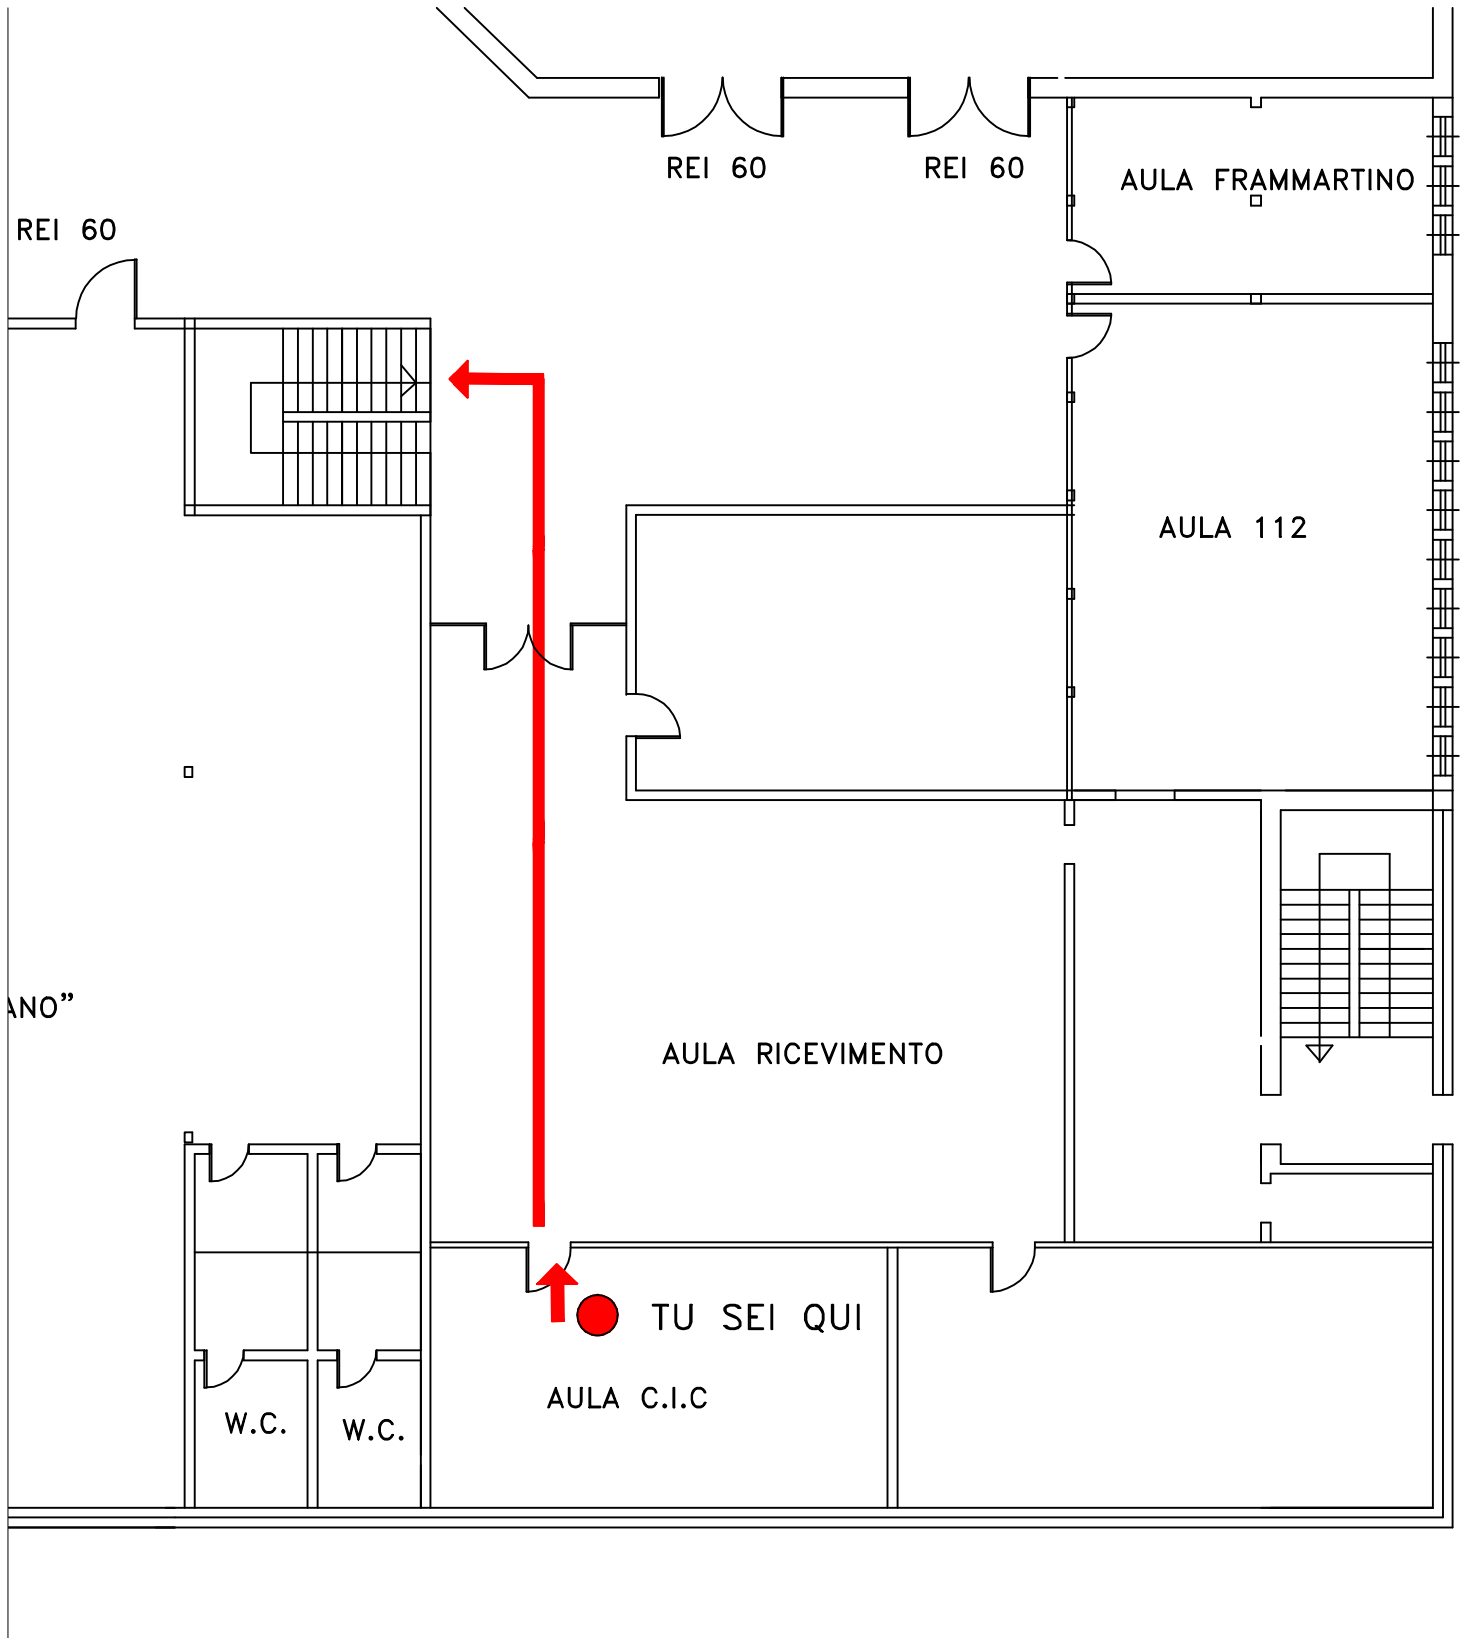 REI 60
REI 60
AULA FRAMMARTINO
REI 60
AULA 112
ANO”
AULA RICEVIMENTO
TU SEI QUI
AULA C.I.C
W.C.
W.C.